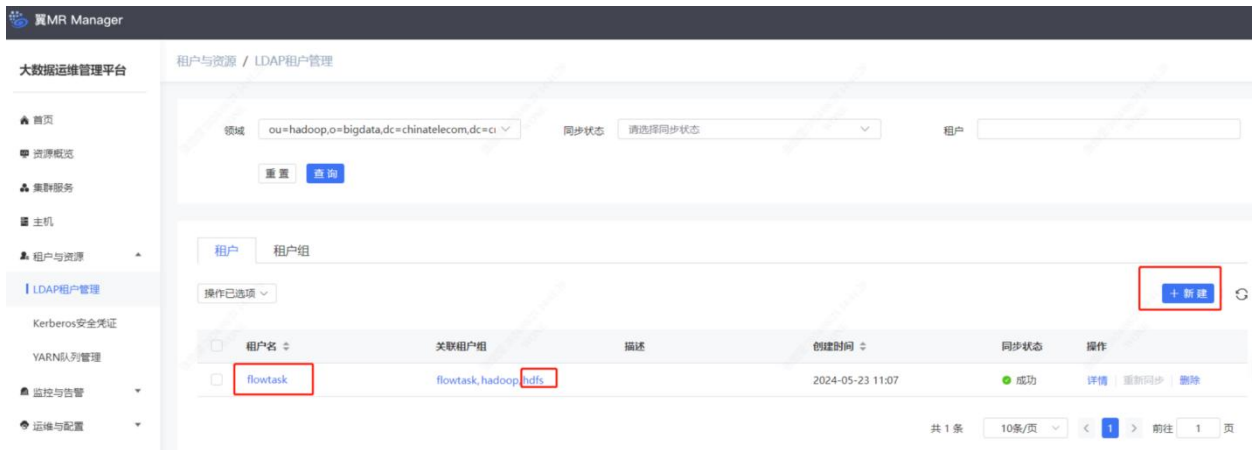 翼MR Manager
大数据运维管理平台
租户与资源 / LDAP租户管理
首页
资源概览
集群服务
主机
租户与资源
LDAP租户管理
Kerberos安全凭证
YARN队列管理
监控与告警
运维与配置
领域 ou=hadoop,o=bigdata,dc=chinatelecom,dc=c 同步状态 请选择同步状态 租户
重置 查询
租户 租户组
操作已选项 + 新建
租户名 关联租户组 描述 创建时间 同步状态 操作
flowtask flowtask, hadoop, hdfs 2024-05-23 11:07 成功 详情 重新同步 删除
共 1 条 10条/页 < 1 > 前往 1 页